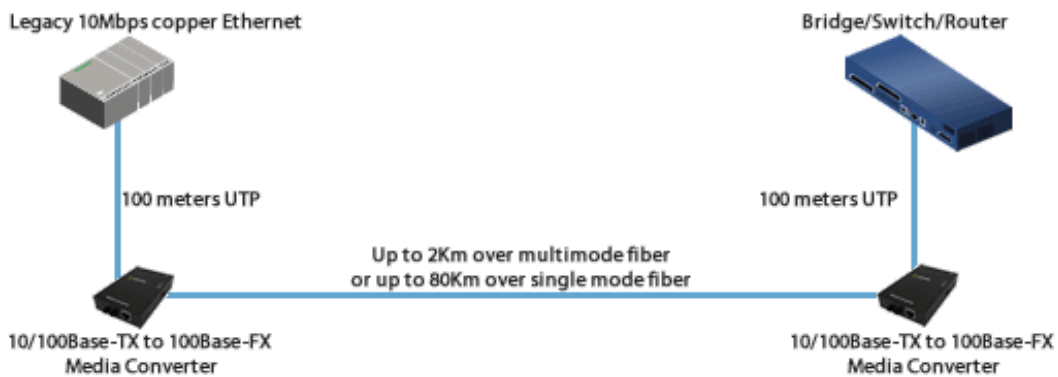 Legacy 10Mbps copper Ethernet
Bridge/Switch/Router
100 meters UTP
100 meters UTP
Up to 2Km over multimode fiber
or up to 80Km over single mode fiber
10/100Base-TX to 100Base-FX
Media Converter
10/100Base-TX to 100Base-FX
Media Converter